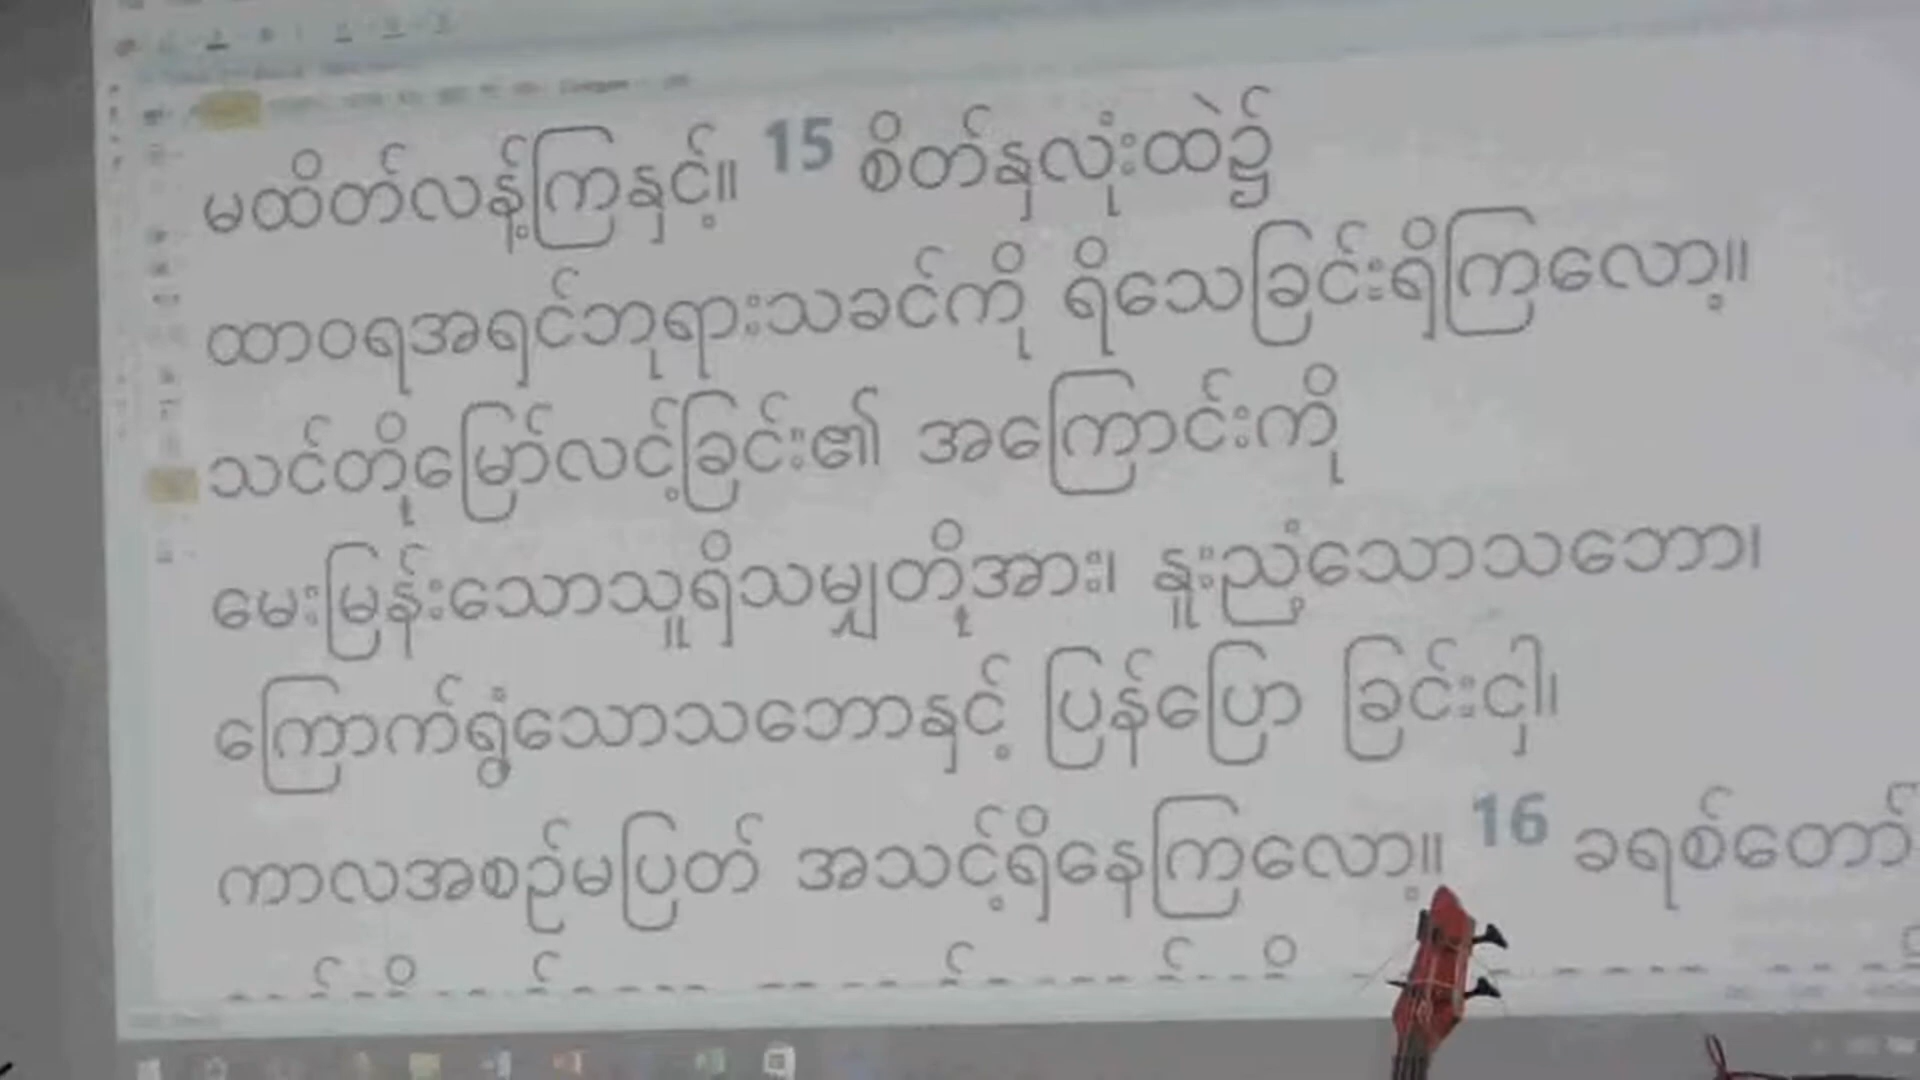 မထိတ်လန့်ကြနှင့်။ 15 စိတ်နှလုံးထဲ၌
ထာဝရအရှင်ဘုရားသခင်ကို ရိုသေခြင်းရှိကြလော့။
သင်တို့မြော်လင့်ခြင်း၏ အကြောင်းကို
မေးမြန်းသောသူရှိသမျှတို့အား၊ နူးညံ့သောသဘော၊
ကြောက်ရွံ့သောသဘောနှင့် ပြန်ပြော ခြင်းငှါ၊
ကာလအစဉ်မပြတ် အသင့်ရှိနေကြလော့။ 16 ခရစ်တော်